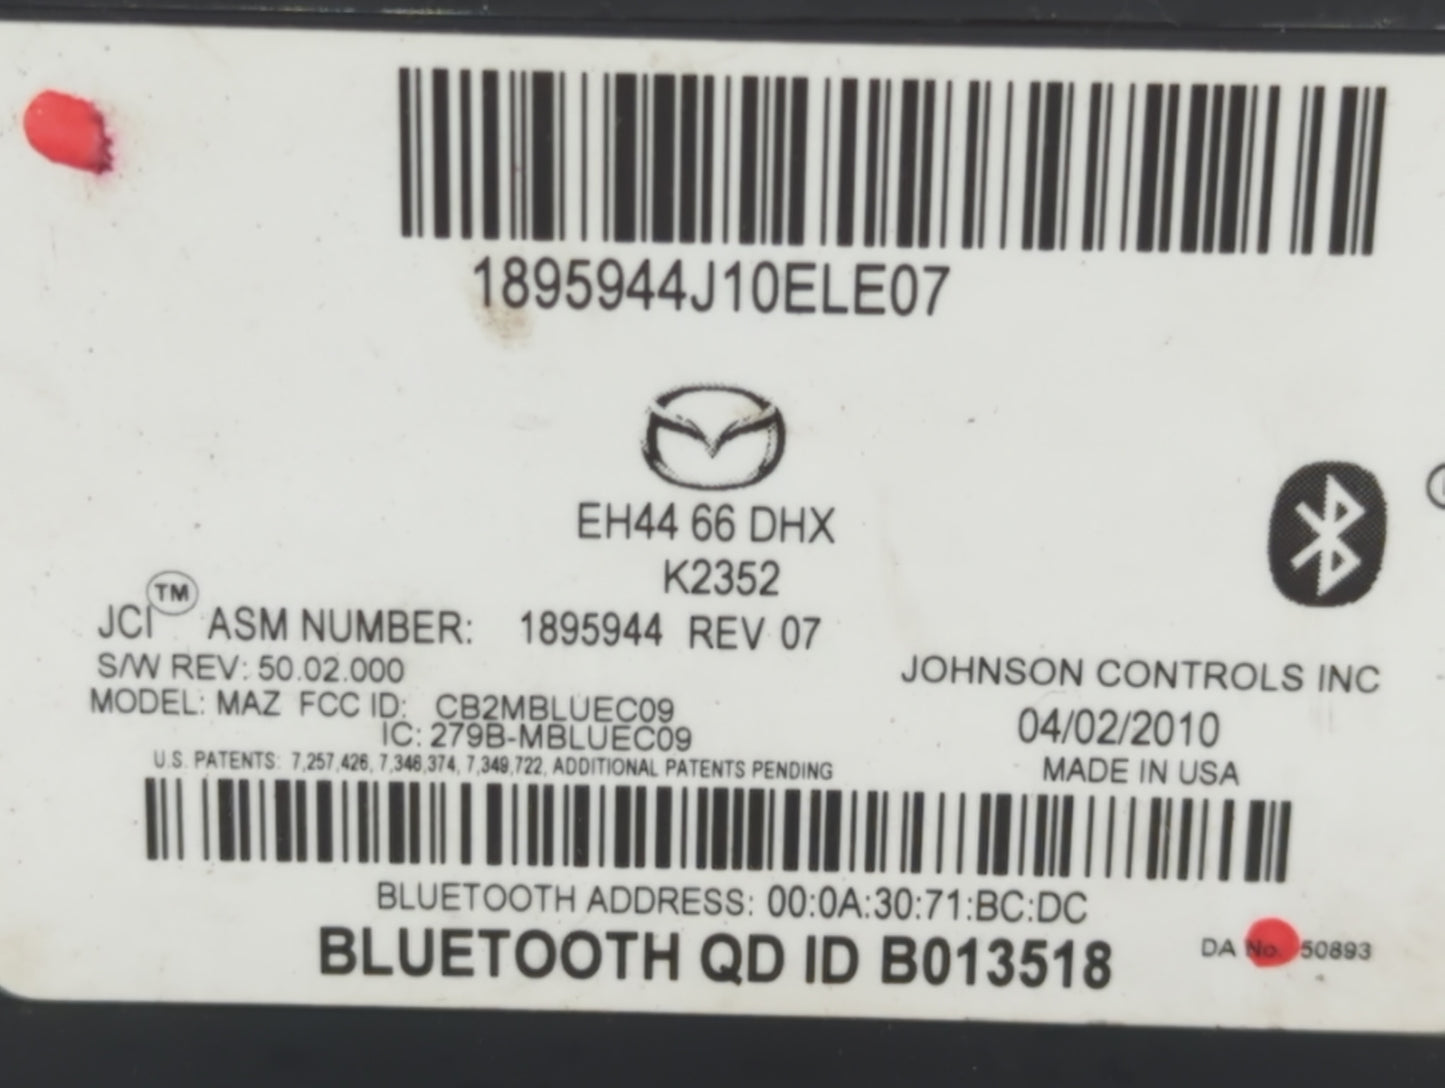 1895944J10ELE07
EH44 66 DHX
K2352
JCI™ ASM NUMBER: 1895944 REV 07
S/W REV: 50.02.000
JOHNSON CONTROLS INC
MODEL: MAZ FCC ID: CB2MBLUEC09
04/02/2010
IC: 279B-MBLUEC09
U.S. PATENTS: 7,257,426, 7,346,374, 7,349,722, ADDITIONAL PATENTS PENDING
MADE IN USA
BLUETOOTH ADDRESS: 00:0A:30:71:BC:DC
BLUETOOTH QD ID B013518
DA No. 50893